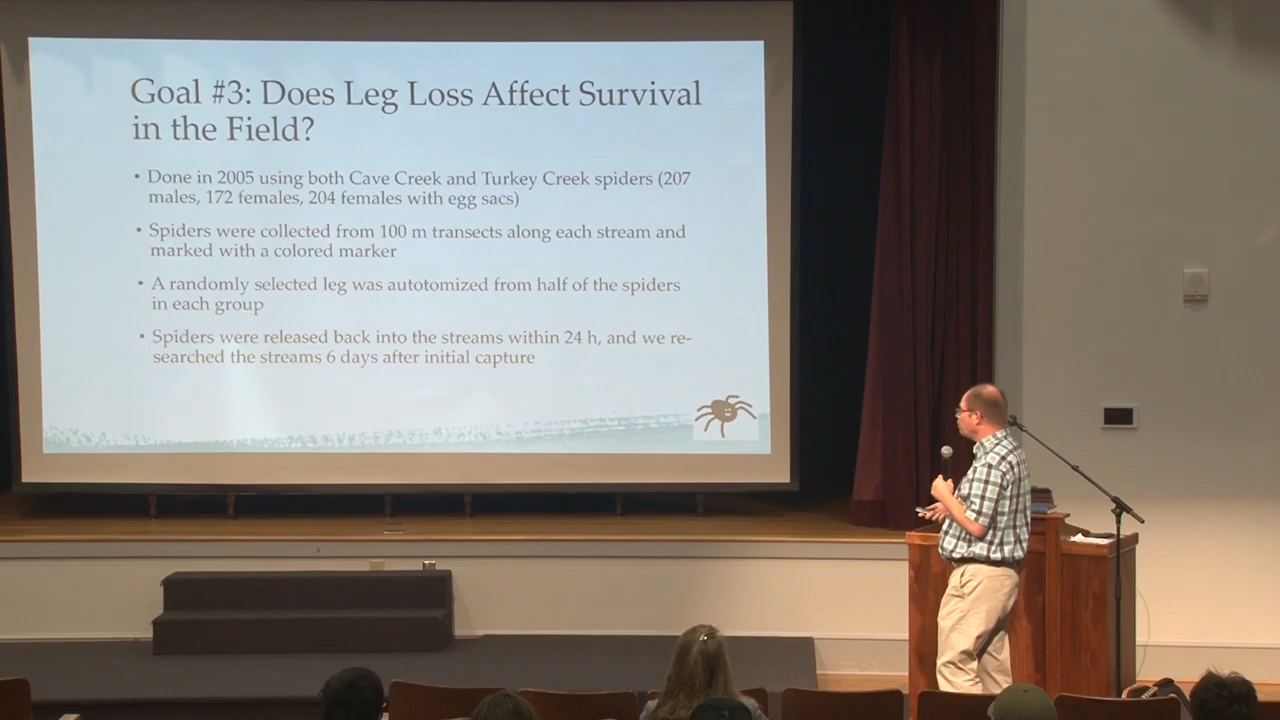 Goal #3: Does Leg Loss Affect Survival
in the Field?
• Done in 2005 using both Cave Creek and Turkey Creek spiders (207
males, 172 females, 204 females with egg sacs)
• Spiders were collected from 100 m transects along each stream and
marked with a colored marker
• A randomly selected leg was autotomized from half of the spiders
in each group
• Spiders were released back into the streams within 24 h, and we re-
searched the streams 6 days after initial capture